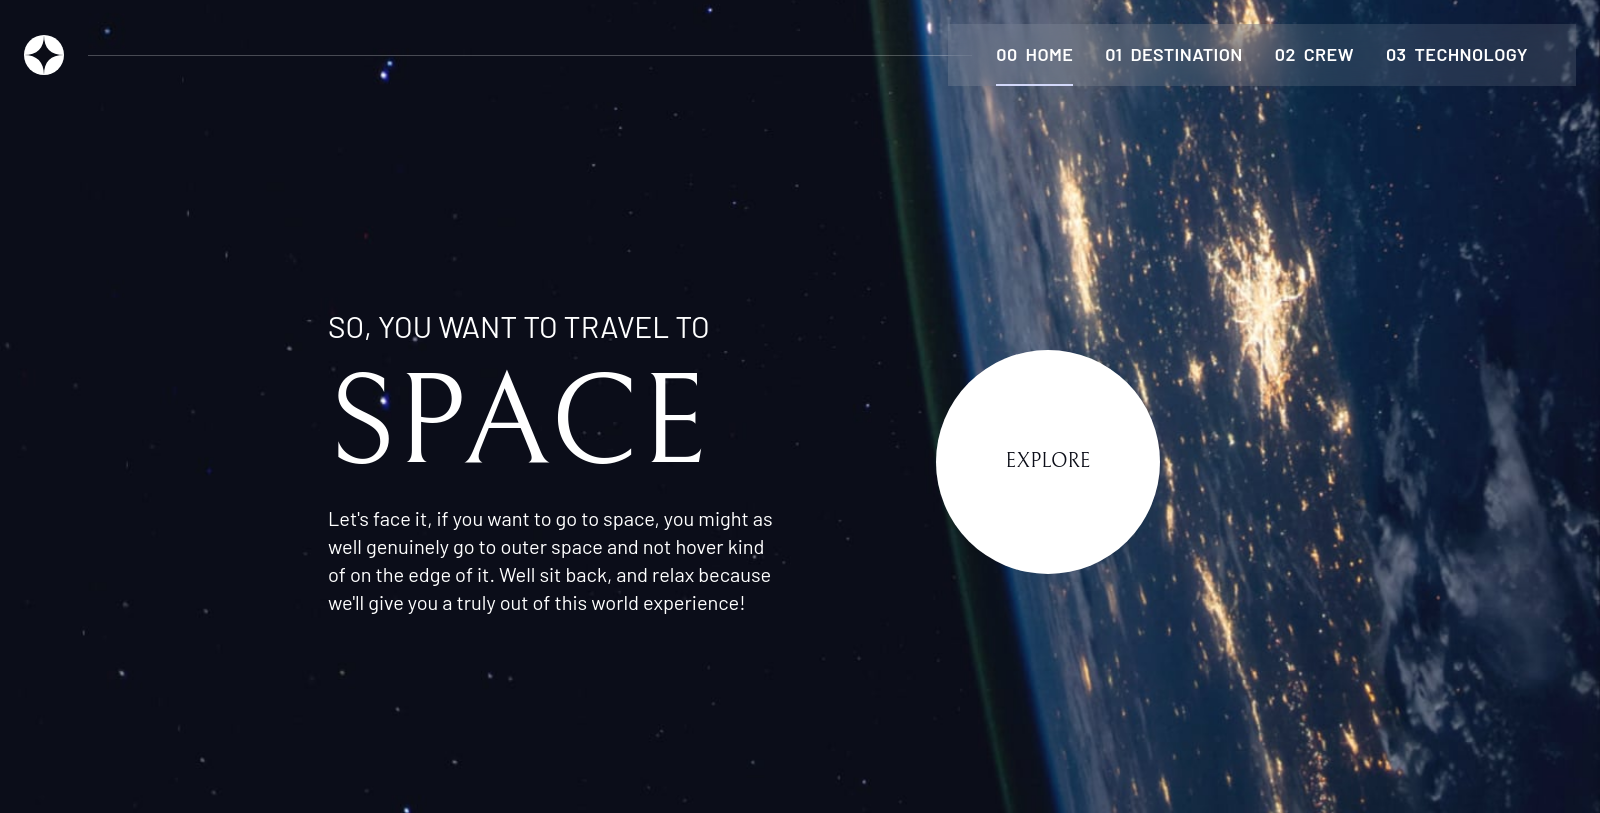 00 HOME 01 DESTINATION 02 CREW 03 TECHNOLOGY
SO, YOU WANT TO TRAVEL TO
SPACE
Let's face it, if you want to go to space, you might as
well genuinely go to outer space and not hover kind
of on the edge of it. Well sit back, and relax because
we'll give you a truly out of this world experience!
EXPLORE